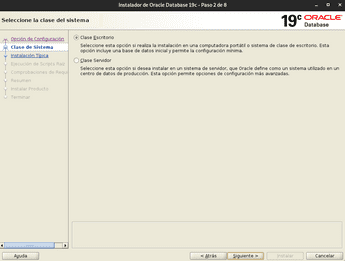 Instalador de Oracle Database 19c - Paso 2 de 8
Seleccione la clase del sistema
19c ORACLE
Database
Opción de Configuración
Clase de Sistema
Instalación Típica
Ejecución de Scripts Raíz
Comprobaciones de Requi
Resumen
Instalar Producto
Terminar
Clase Escritorio
Seleccione esta opción si realiza la instalación en una computadora portátil o sistema de clase de escritorio. Esta
opción incluye una base de datos inicial y permite la configuración mínima.
Clase Servidor
Seleccione esta opción si desea instalar en un sistema de servidor, que Oracle define como un sistema utilizado en un
centro de datos de producción. Esta opción permite opciones de configuración más avanzadas.
Ayuda
< Atrás
Siguiente >
Instalar
Cancelar